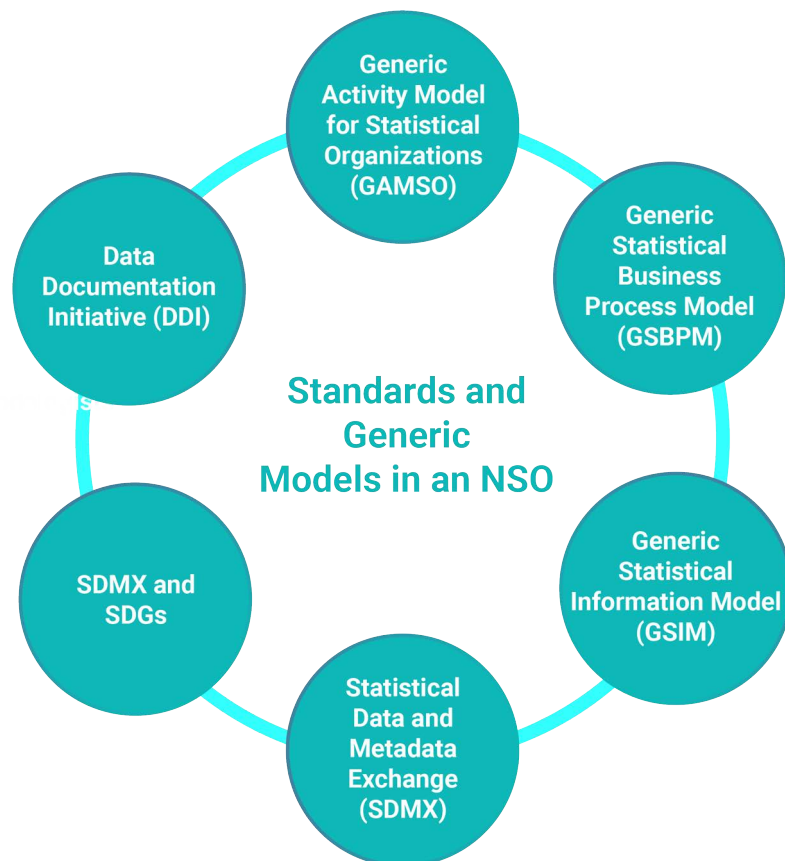 Generic
Activity Model
for Statistical
Organizations
(GAMSO)
Generic
Statistical
Business
Process Model
(GSBPM)
Data
Documentation
Initiative (DDI)
Standards and
Generic
Models in an NSO
Generic
Statistical
Information Model
(GSIM)
SDMX and
SDGs
Statistical
Data and
Metadata
Exchange
(SDMX)